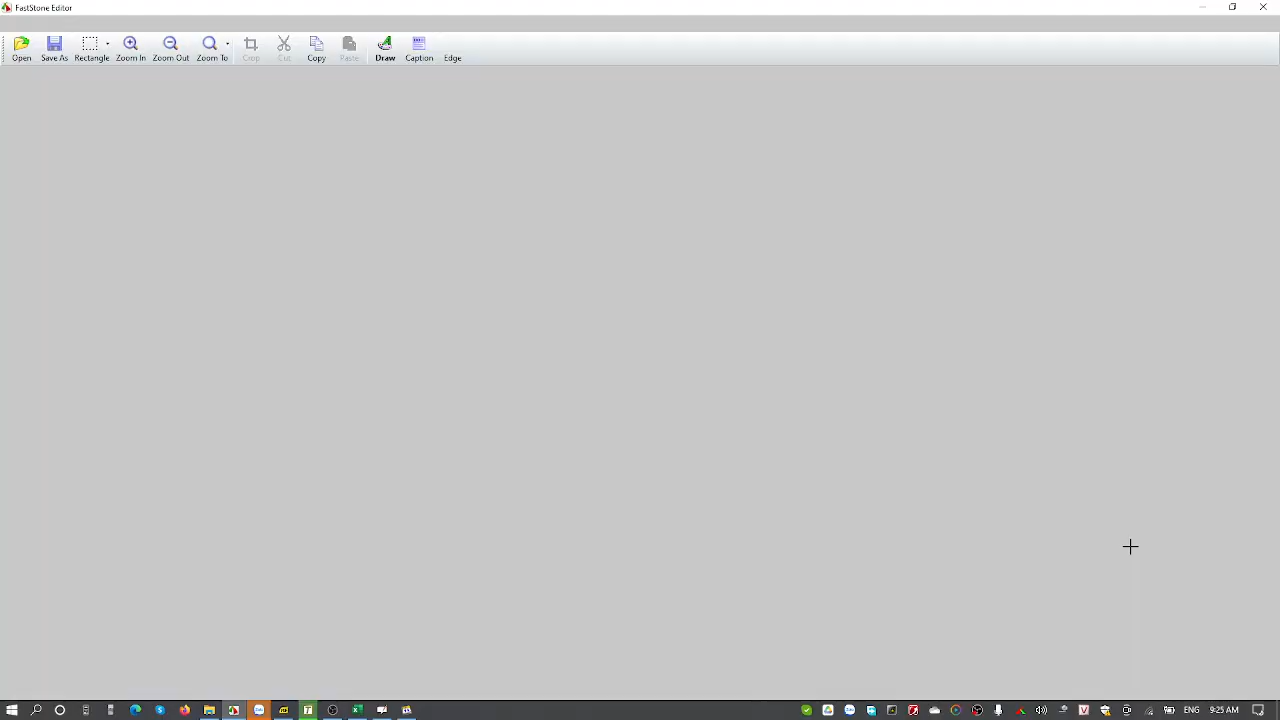 FastStone Editor
Open Save As Rectangle Zoom In Zoom Out Zoom To Crop Cut Copy Paste Draw Caption Edge
ENG 9:25 AM